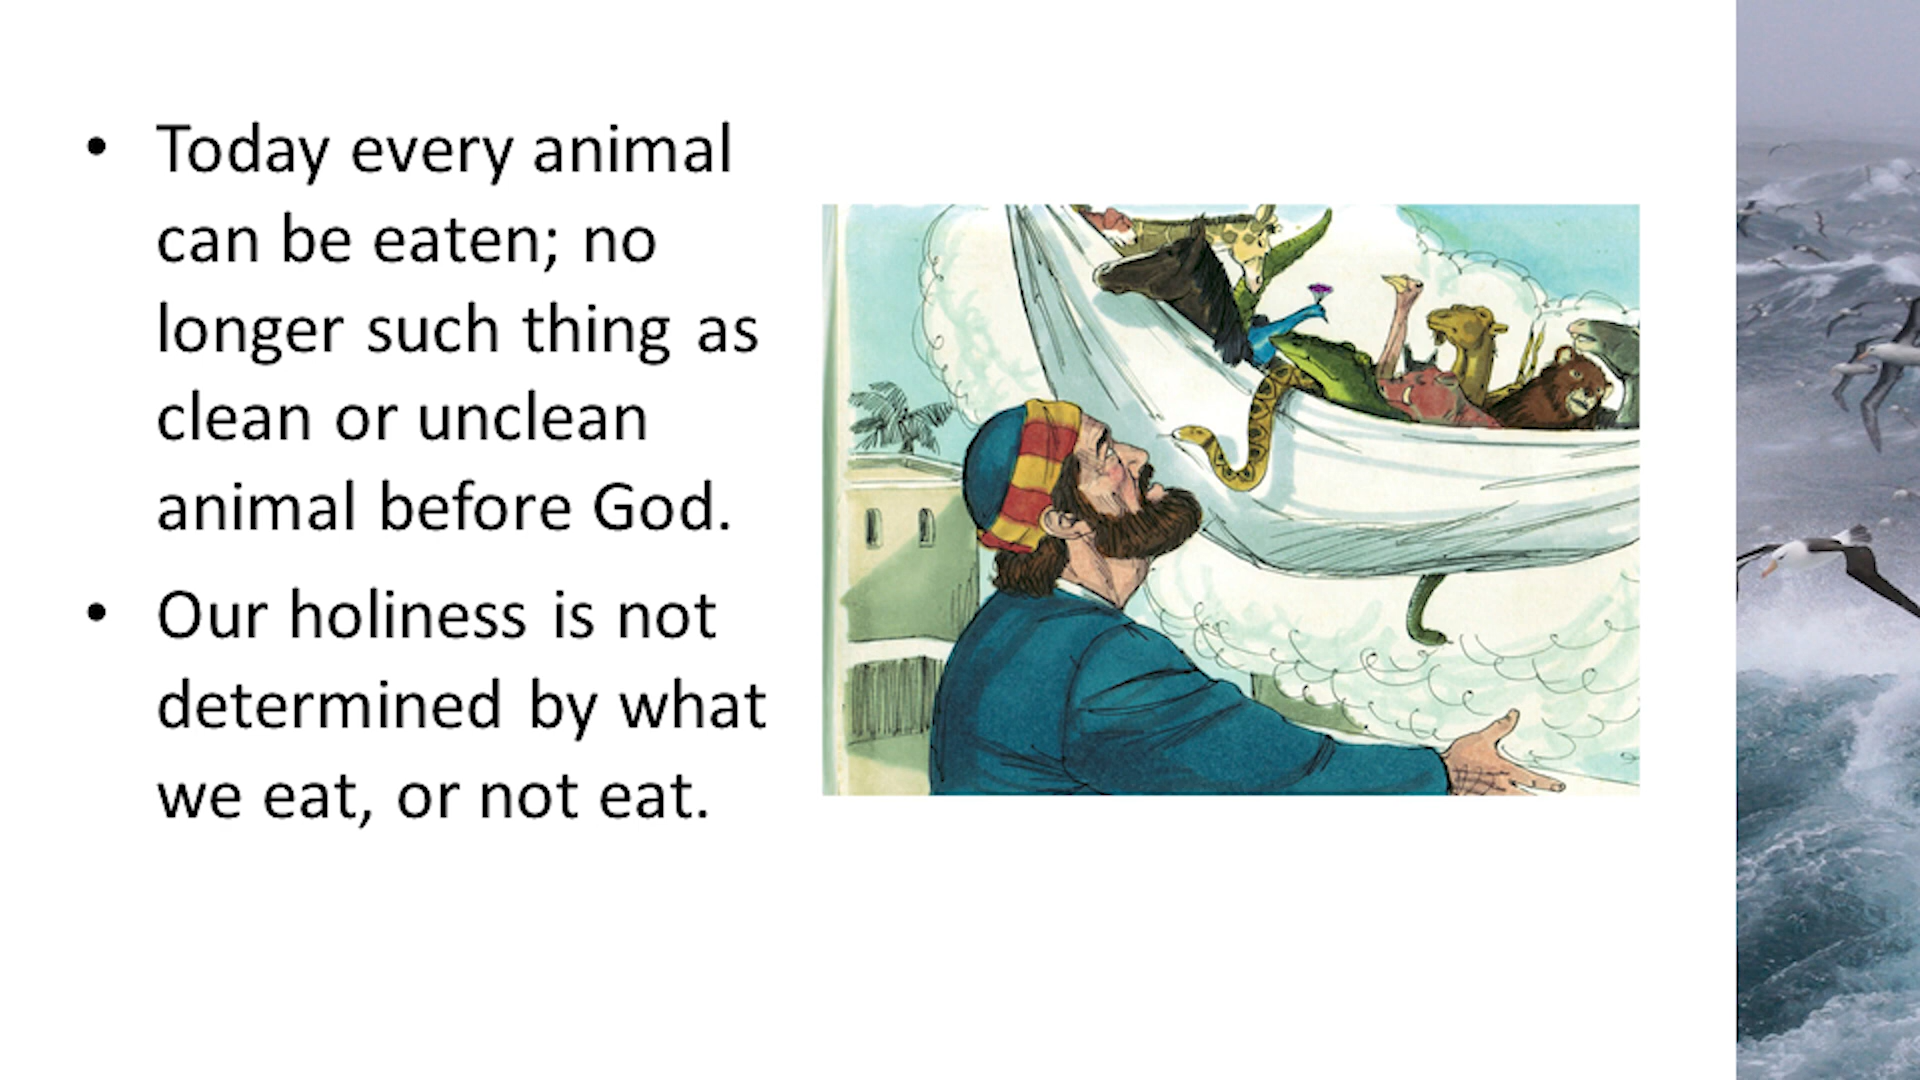 • Today every animal
can be eaten; no
longer such thing as
clean or unclean
animal before God.
• Our holiness is not
determined by what
we eat, or not eat.